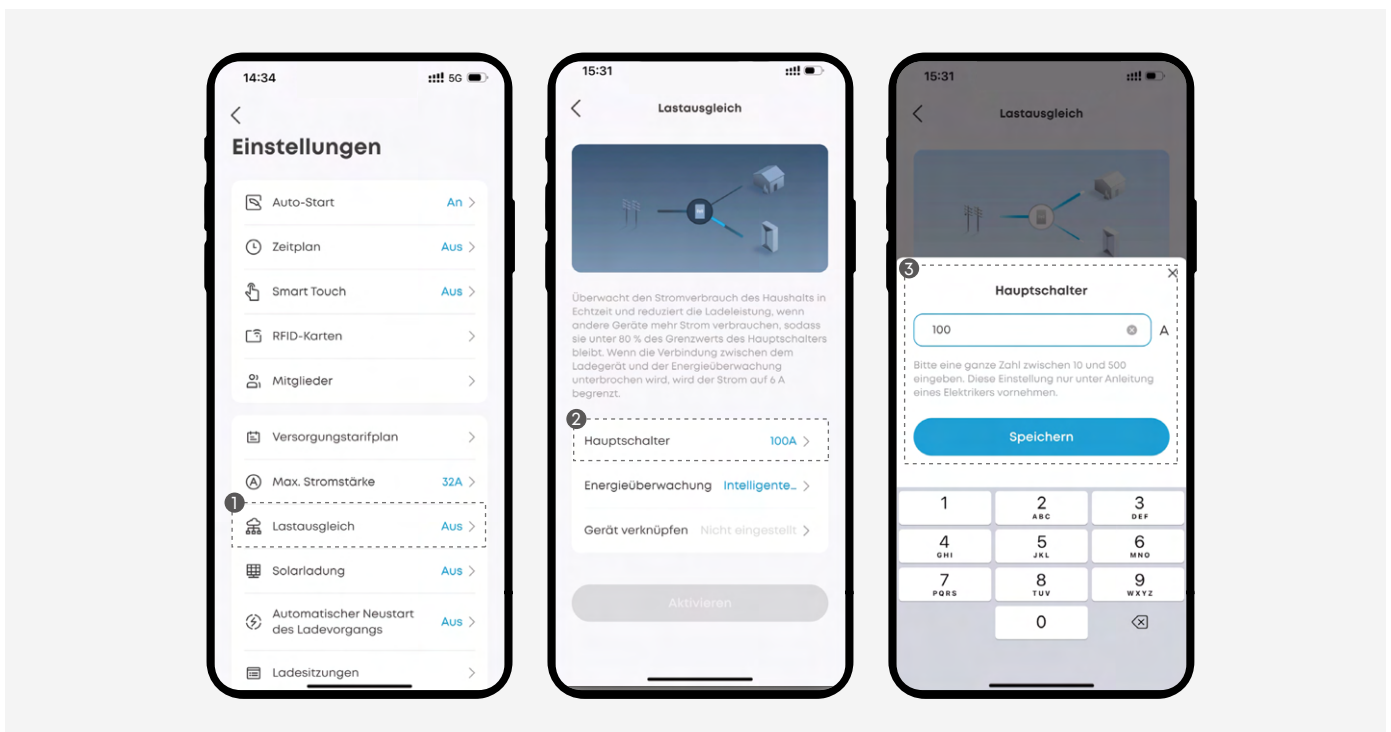 14:34
5G
Einstellungen
Auto-Start An
Zeitplan Aus
Smart Touch Aus
RFID-Karten
Mitglieder
Versorgungstarifplan
Max. Stromstärke 32A
1
Lastausgleich Aus
Solarladung Aus
Automatischer Neustart
des Ladevorgangs Aus
Ladesitzungen
15:31
Lastausgleich
Überwacht den Stromverbrauch des Haushalts in
Echtzeit und reduziert die Ladeleistung, wenn
andere Geräte mehr Strom verbrauchen, sodass
sie unter 80 % des Grenzwerts des Hauptschalters
bleibt. Wenn die Verbindung zwischen dem
Ladegerät und der Energieüberwachung
unterbrochen wird, wird der Strom auf 6 A
begrenzt.
2
Hauptschalter 100A
Energieüberwachung Intelligente...
Gerät verknüpfen Nicht eingestellt
Aktivieren
15:31
Lastausgleich
3
Hauptschalter
100 A
Bitte eine ganze Zahl zwischen 10 und 500
eingeben. Diese Einstellung nur unter Anleitung
eines Elektrikers vornehmen.
Speichern
1 2 3
ABC DEF
4 5 6
GHI JKL MNO
7 8 9
PQRS TUV WXYZ
0